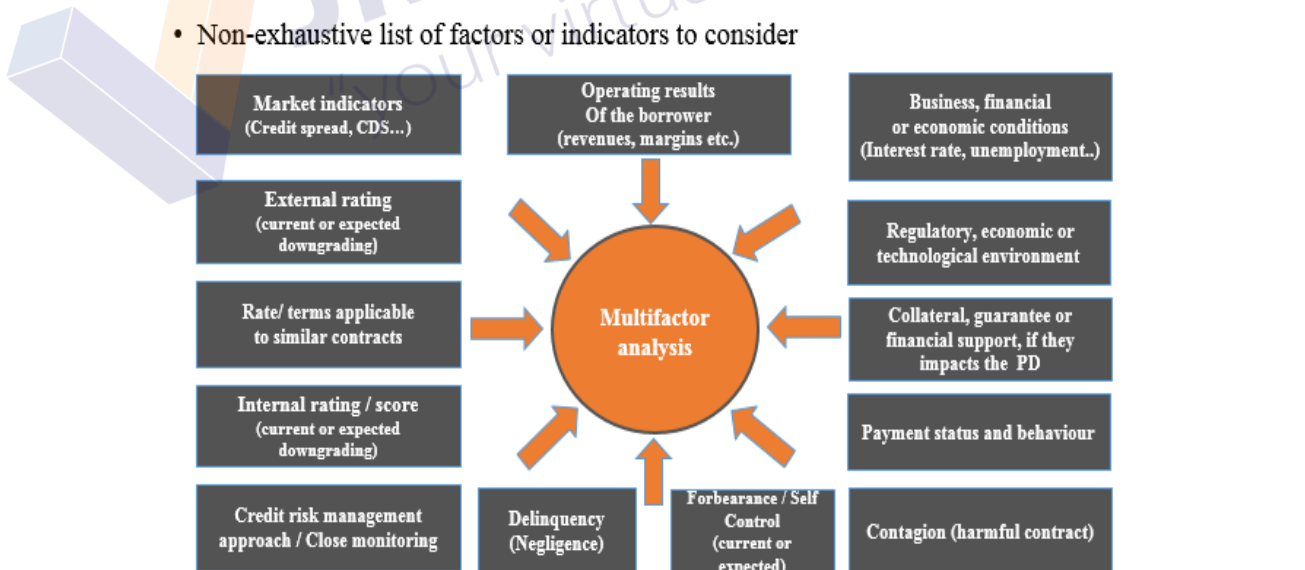 • Non-exhaustive list of factors or indicators to consider
Market indicators
(Credit spread, CDS...)
Operating results
Of the borrower
(revenues, margins etc.)
Business, financial
or economic conditions
(Interest rate, unemployment..)
External rating
(current or expected
downgrading)
Regulatory, economic or
technological environment
Rate/ terms applicable
to similar contracts
Multifactor
analysis
Collateral, guarantee or
financial support, if they
impacts the PD
Internal rating / score
(current or expected
downgrading)
Payment status and behaviour
Credit risk management
approach / Close monitoring
Delinquency
(Negligence)
Forbearance / Self
Control
(current or
expected)
Contagion (harmful contract)
"your virtu